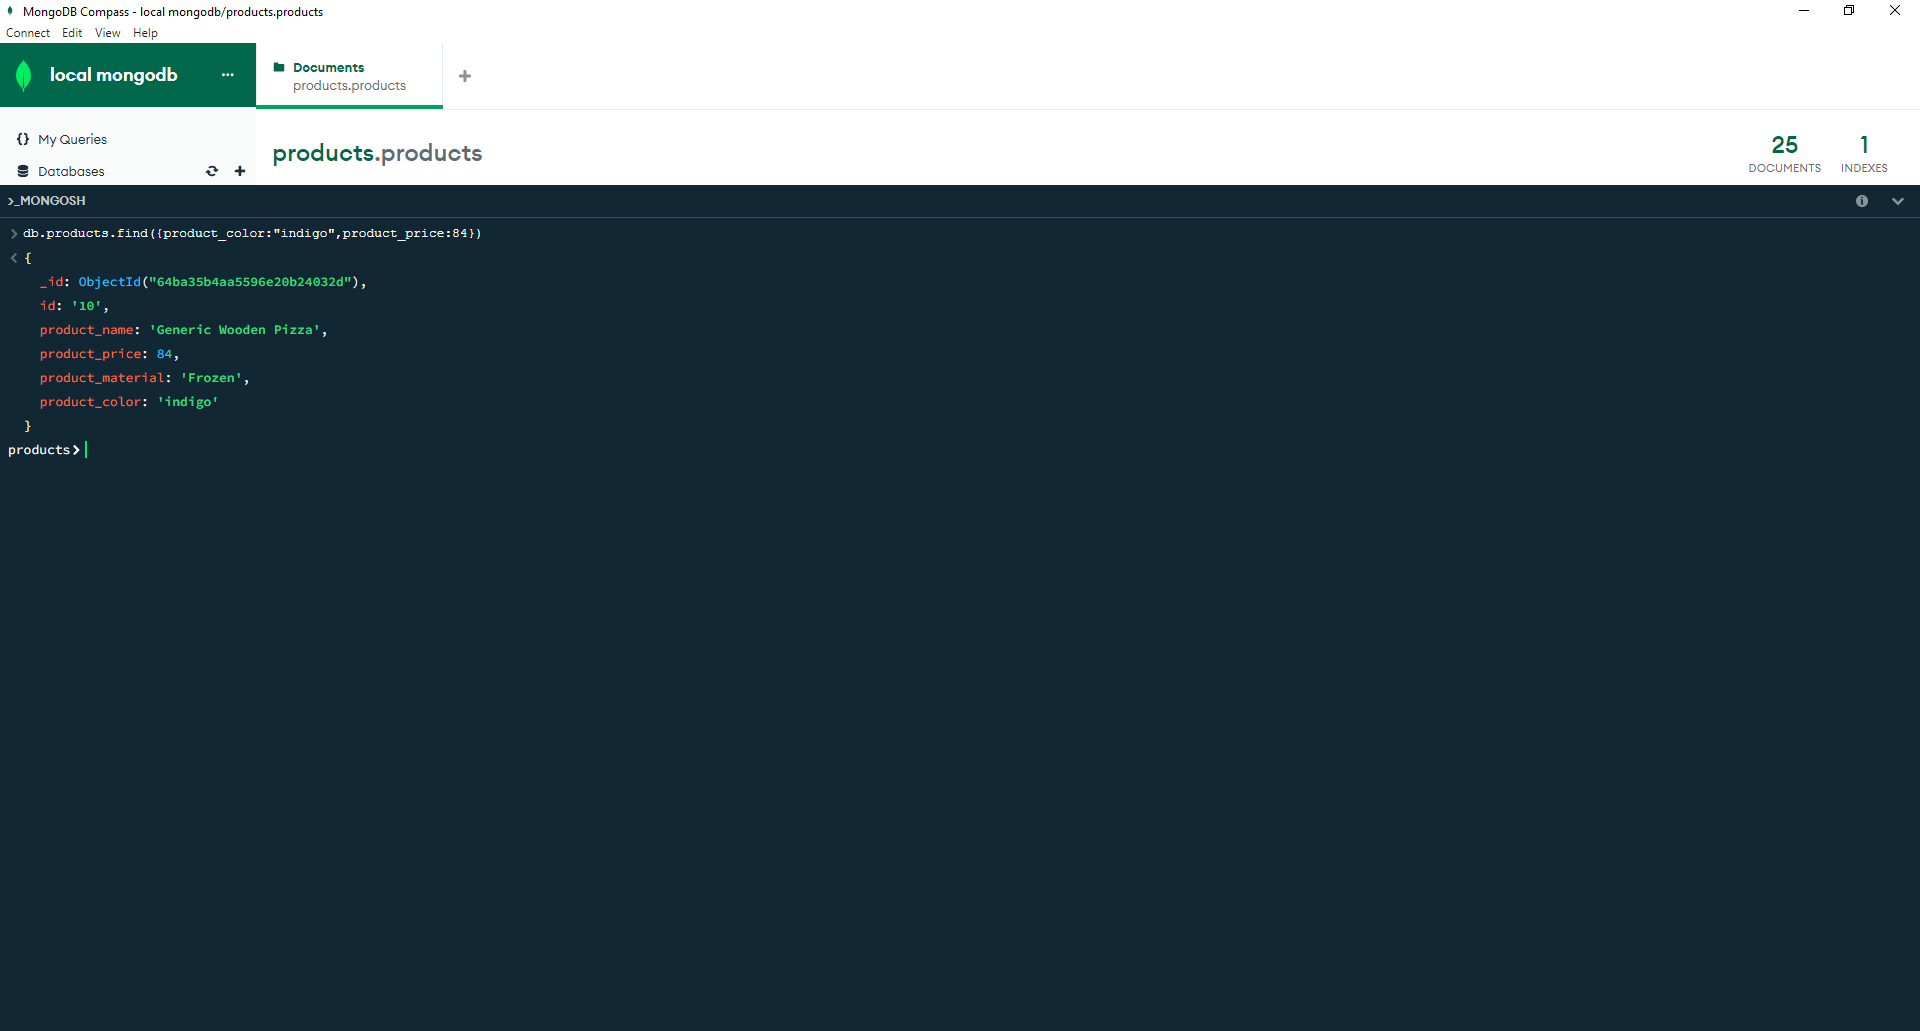 MongoDB Compass - local mongodb/products.products
Connect Edit View Help
local mongodb ...
Documents
products.products
+
{} My Queries
Databases
products.products
25
DOCUMENTS
1
INDEXES
>_MONGOSH
> db.products.find({product_color:"indigo",product_price:84})
< {
_id: ObjectId("64ba35b4aa5596e20b24032d"),
id: '10',
product_name: 'Generic Wooden Pizza',
product_price: 84,
product_material: 'Frozen',
product_color: 'indigo'
}
products>